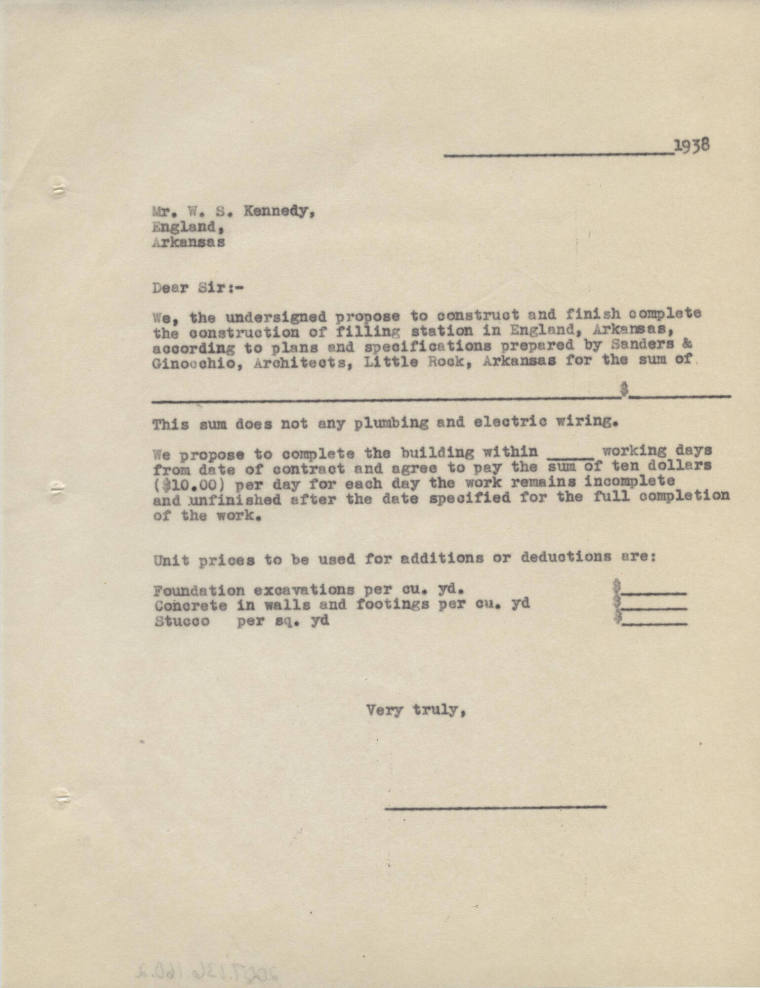 1938
Mr. W. S. Kennedy,
England,
Arkansas
Dear Sir:-
We, the undersigned propose to construct and finish complete
the construction of filling station in England, Arkansas,
according to plans and specifications prepared by Sanders &
Ginocchio, Architects, Little Rock, Arkansas for the sum of
$
This sum does not any plumbing and electric wiring.
We propose to complete the building within _____ working days
from date of contract and agree to pay the sum of ten dollars
($10.00) per day for each day the work remains incomplete
and unfinished after the date specified for the full completion
of the work.
Unit prices to be used for additions or deductions are:
Foundation excavations per cu. yd. $
Concrete in walls and footings per cu. yd $
Stucco per sq. yd $
Very truly,